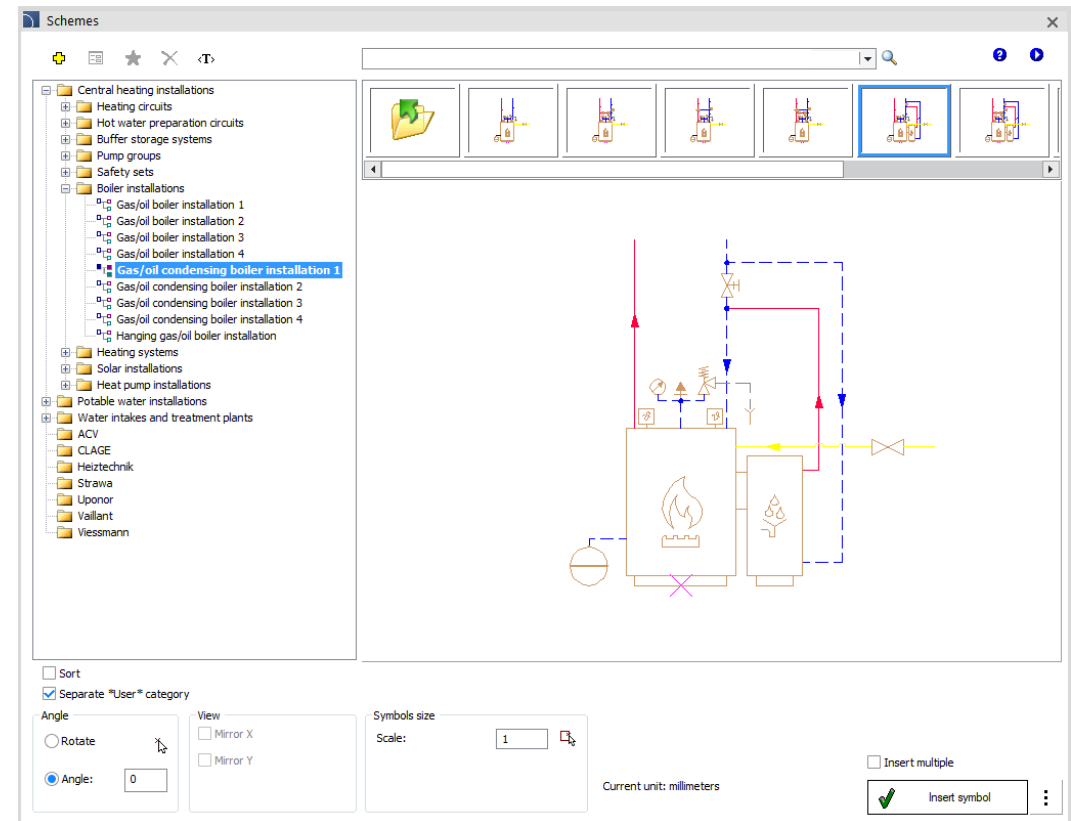 Schemes
<T>
Central heating installations
Heating circuits
Hot water preparation circuits
Buffer storage systems
Pump groups
Safety sets
Boiler installations
Gas/oil boiler installation 1
Gas/oil boiler installation 2
Gas/oil boiler installation 3
Gas/oil boiler installation 4
Gas/oil condensing boiler installation 1
Gas/oil condensing boiler installation 2
Gas/oil condensing boiler installation 3
Gas/oil condensing boiler installation 4
Hanging gas/oil boiler installation
Heating systems
Solar installations
Heat pump installations
Potable water installations
Water intakes and treatment plants
ACV
CLAGE
Heiztechnik
Strawa
Uponor
Vaillant
Viessmann
ϑ ϑ
Sort
Separate *User* category
Angle
Rotate
Angle: 0
View
Mirror X
Mirror Y
Symbols size
Scale: 1
Current unit: millimeters
Insert multiple
Insert symbol